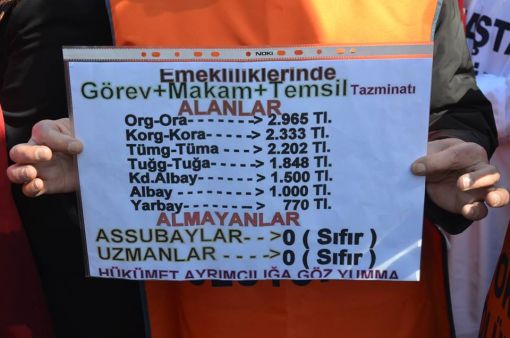 NOKI
Emekliliklerinde
Görev+Makam+Temsil Tazminatı
ALANLAR
Org-Ora- - - - - - -> 2.965 Tl.
Korg-Kora- - - - - -> 2.333 Tl.
Tümg-Tüma - - - -> 2.202 Tl.
Tuğg-Tuğa- - - - - -> 1.848 Tl.
Kd.Albay- - - - - - -> 1.500 Tl.
Albay - - - - - - - - -> 1.000 Tl.
Yarbay- - - - - - - -> 770 Tl.
ALMAYANLAR
ASSUBAYLAR- - ->0 ( Sıfır )
UZMANLAR - - - ->0 ( Sıfır )
HÜKÜMET AYRIMCILIĞA GÖZ YUMMA